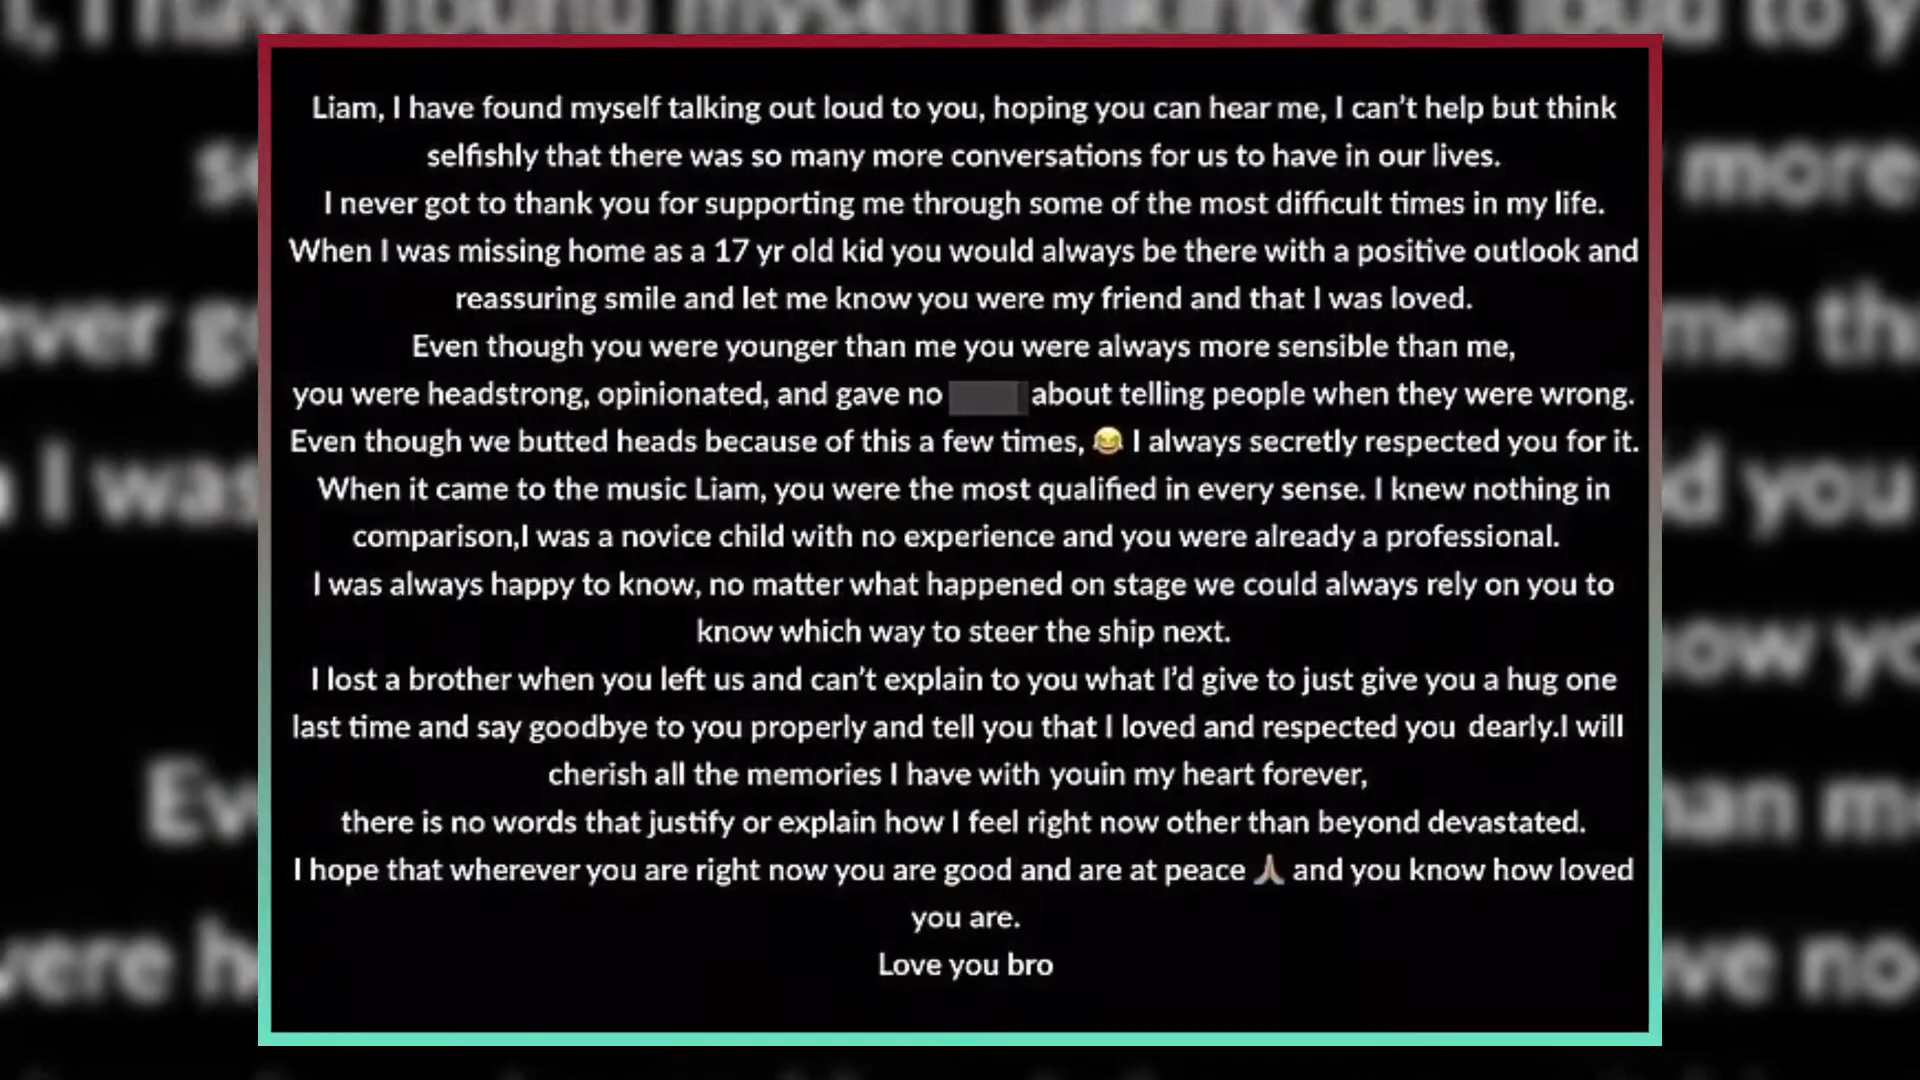 Liam, I have found myself talking out loud to you, hoping you can hear me, I can't help but think
selfishly that there was so many more conversations for us to have in our lives.
I never got to thank you for supporting me through some of the most difficult times in my life.
When I was missing home as a 17 yr old kid you would always be there with a positive outlook and
reassuring smile and let me know you were my friend and that I was loved.
Even though you were younger than me you were always more sensible than me,
you were headstrong, opinionated, and gave no about telling people when they were wrong.
Even though we butted heads because of this a few times, 😂 I always secretly respected you for it.
When it came to the music Liam, you were the most qualified in every sense. I knew nothing in
comparison,I was a novice child with no experience and you were already a professional.
I was always happy to know, no matter what happened on stage we could always rely on you to
know which way to steer the ship next.
I lost a brother when you left us and can't explain to you what I'd give to just give you a hug one
last time and say goodbye to you properly and tell you that I loved and respected you dearly.I will
cherish all the memories I have with youin my heart forever,
there is no words that justify or explain how I feel right now other than beyond devastated.
I hope that wherever you are right now you are good and are at peace 🙏🏽 and you know how loved
you are.
Love you bro